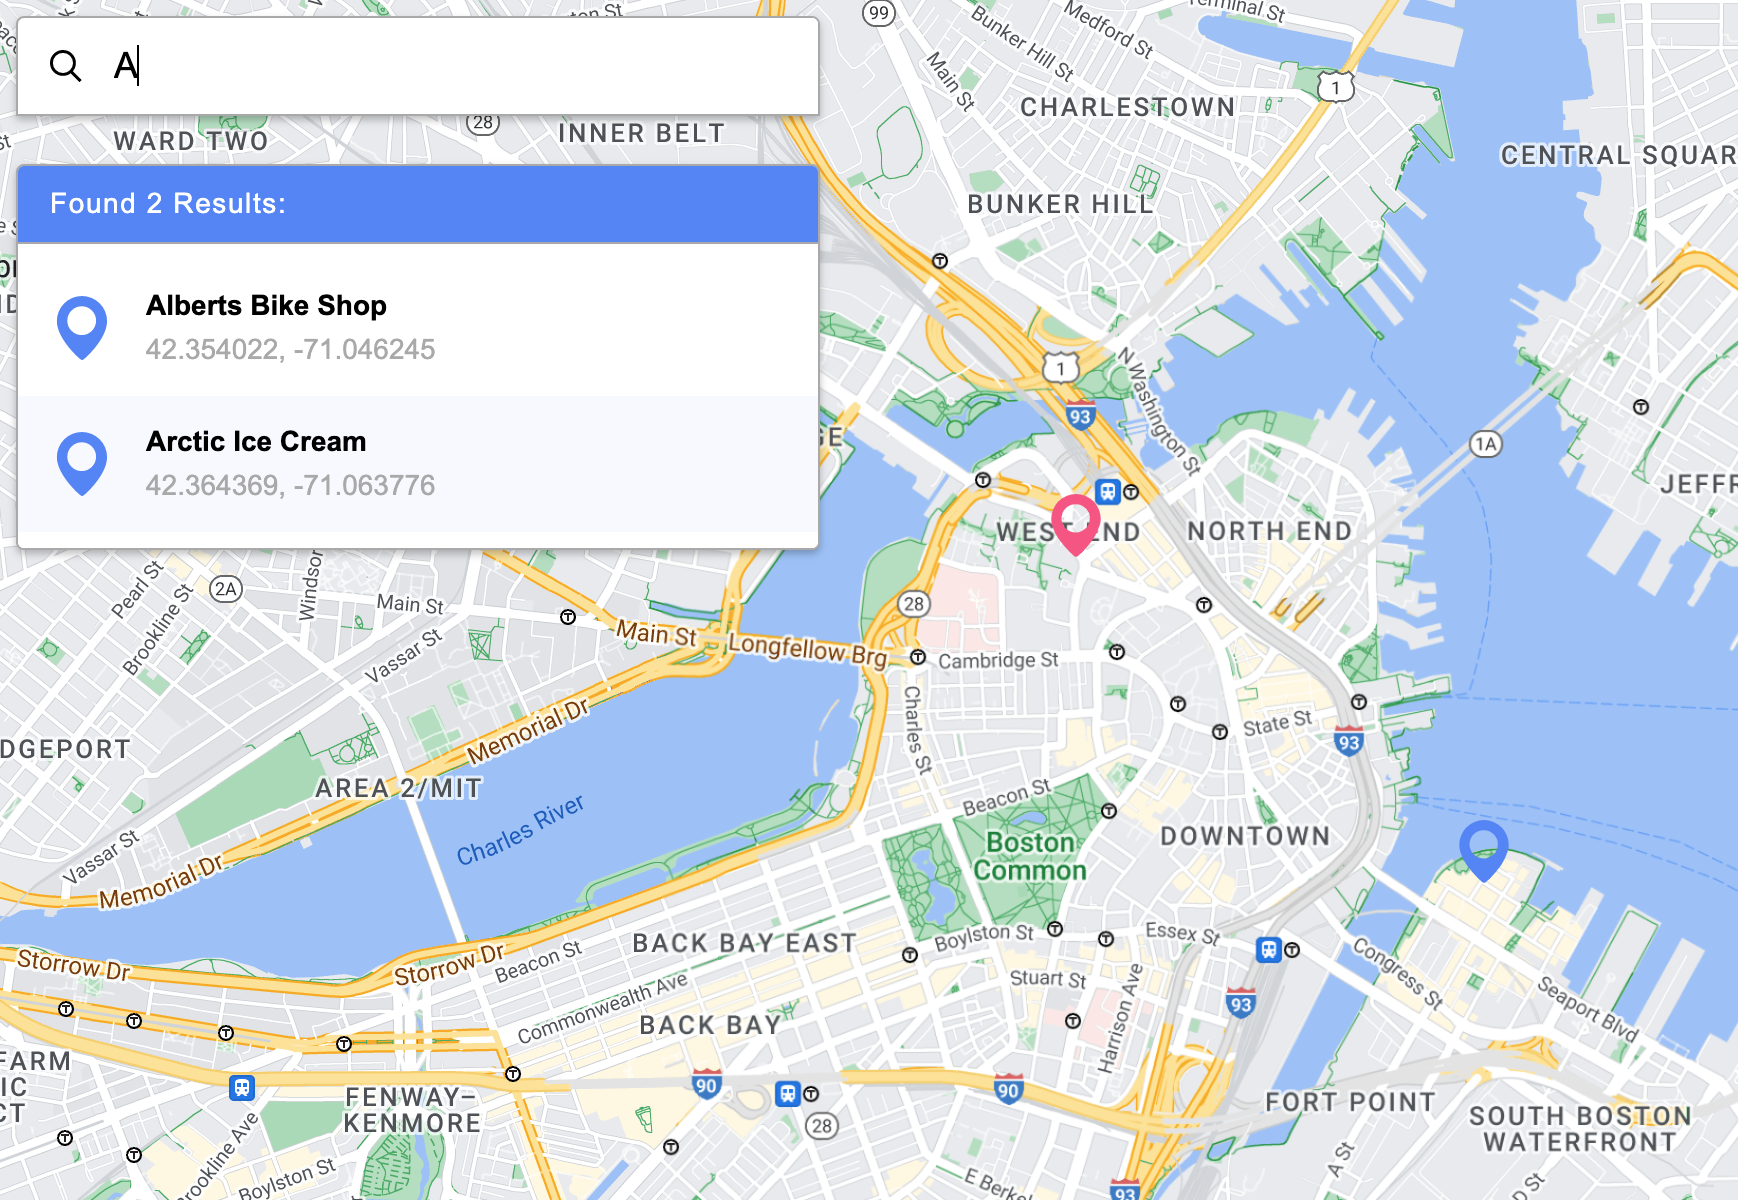 A
Found 2 Results:
Alberts Bike Shop
42.354022, -71.046245
Arctic Ice Cream
42.364369, -71.063776
99
Medford St
Bunker Hill St
Main St
CHARLESTOWN
1
28
WARD TWO
INNER BELT
CENTRAL SQUAR
BUNKER HILL
1
N Washington St
93
1A
JEFFR
GE
WEST END
NORTH END
Pearl St
2A
Windsor
Main St
Brookline St
Vassar St
28
Main St
Longfellow Brg
Cambridge St
Charles St
State St
93
Memorial Dr
DGEPORT
AREA 2/MIT
Charles River
Beacon St
Boston
Common
DOWNTOWN
Vassar St
Memorial Dr
BACK BAY EAST
Boylston St
Essex St
Storrow Dr
Storrow Dr
Beacon St
Stuart St
Congress St
Commonwealth Ave
Harrison Ave
93
Seaport Blvd
BACK BAY
FARM
IC
CT
90
90
FENWAY–
KENMORE
28
FORT POINT
SOUTH BOSTON
WATERFRONT
Brookline Ave
Boylston St
A St
D St
E Berke
93